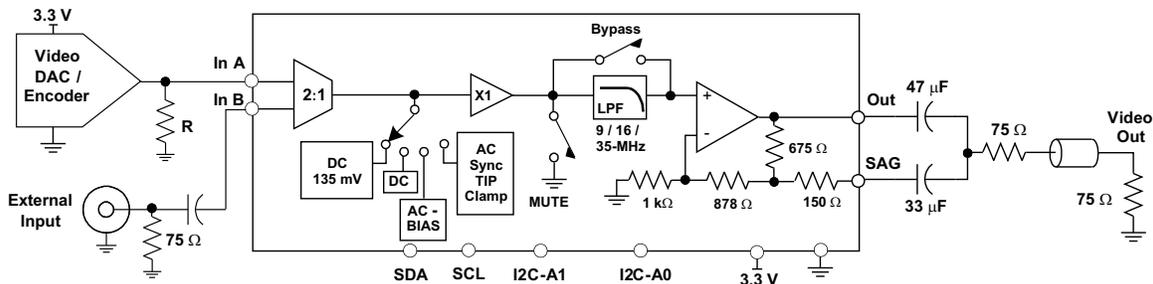 3.3 V
Video
DAC /
Encoder
R
In A
In B
External
Input
75 Ω
2:1
DC
135 mV
DC
AC -
BIAS
AC
Sync
TIP
Clamp
X1
MUTE
Bypass
LPF
9 / 16 /
35-MHz
+
-
1 kΩ
878 Ω
675 Ω
150 Ω
Out
SAG
47 µF
33 µF
75 Ω
Video
Out
75 Ω
SDA
SCL
I2C-A1
I2C-A0
3.3 V